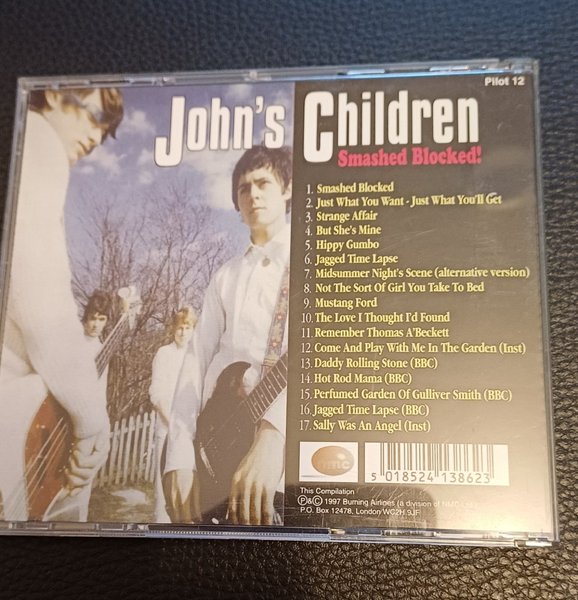 Pilot 12
John's Children
Smashed Blocked!
1. Smashed Blocked
2. Just What You Want - Just What You'll Get
3. Strange Affair
4. But She's Mine
5. Hippy Gumbo
6. Jagged Time Lapse
7. Midsummer Night's Scene (alternative version)
8. Not The Sort Of Girl You Take To Bed
9. Mustang Ford
10. The Love I Thought I'd Found
11. Remember Thomas A'Beckett
12. Come And Play With Me In The Garden (Inst)
13. Daddy Rolling Stone (BBC)
14. Hot Rod Mama (BBC)
15. Perfumed Garden Of Gulliver Smith (BBC)
16. Jagged Time Lapse (BBC)
17. Sally Was An Angel (Inst)
nmc
5 018524 138623
This Compilation
Ⓟ&© 1997 Burning Airlines (a division of NMC
P.O. Box 12478, London WC2H 9JF